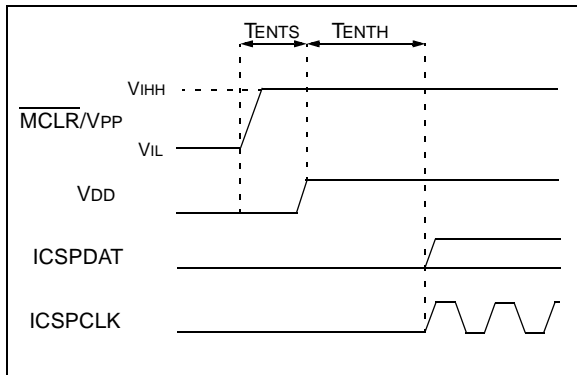 TENTS TENTH
VIHH
MCLR/VPP
VIL
VDD
ICSPDAT
ICSPCLK